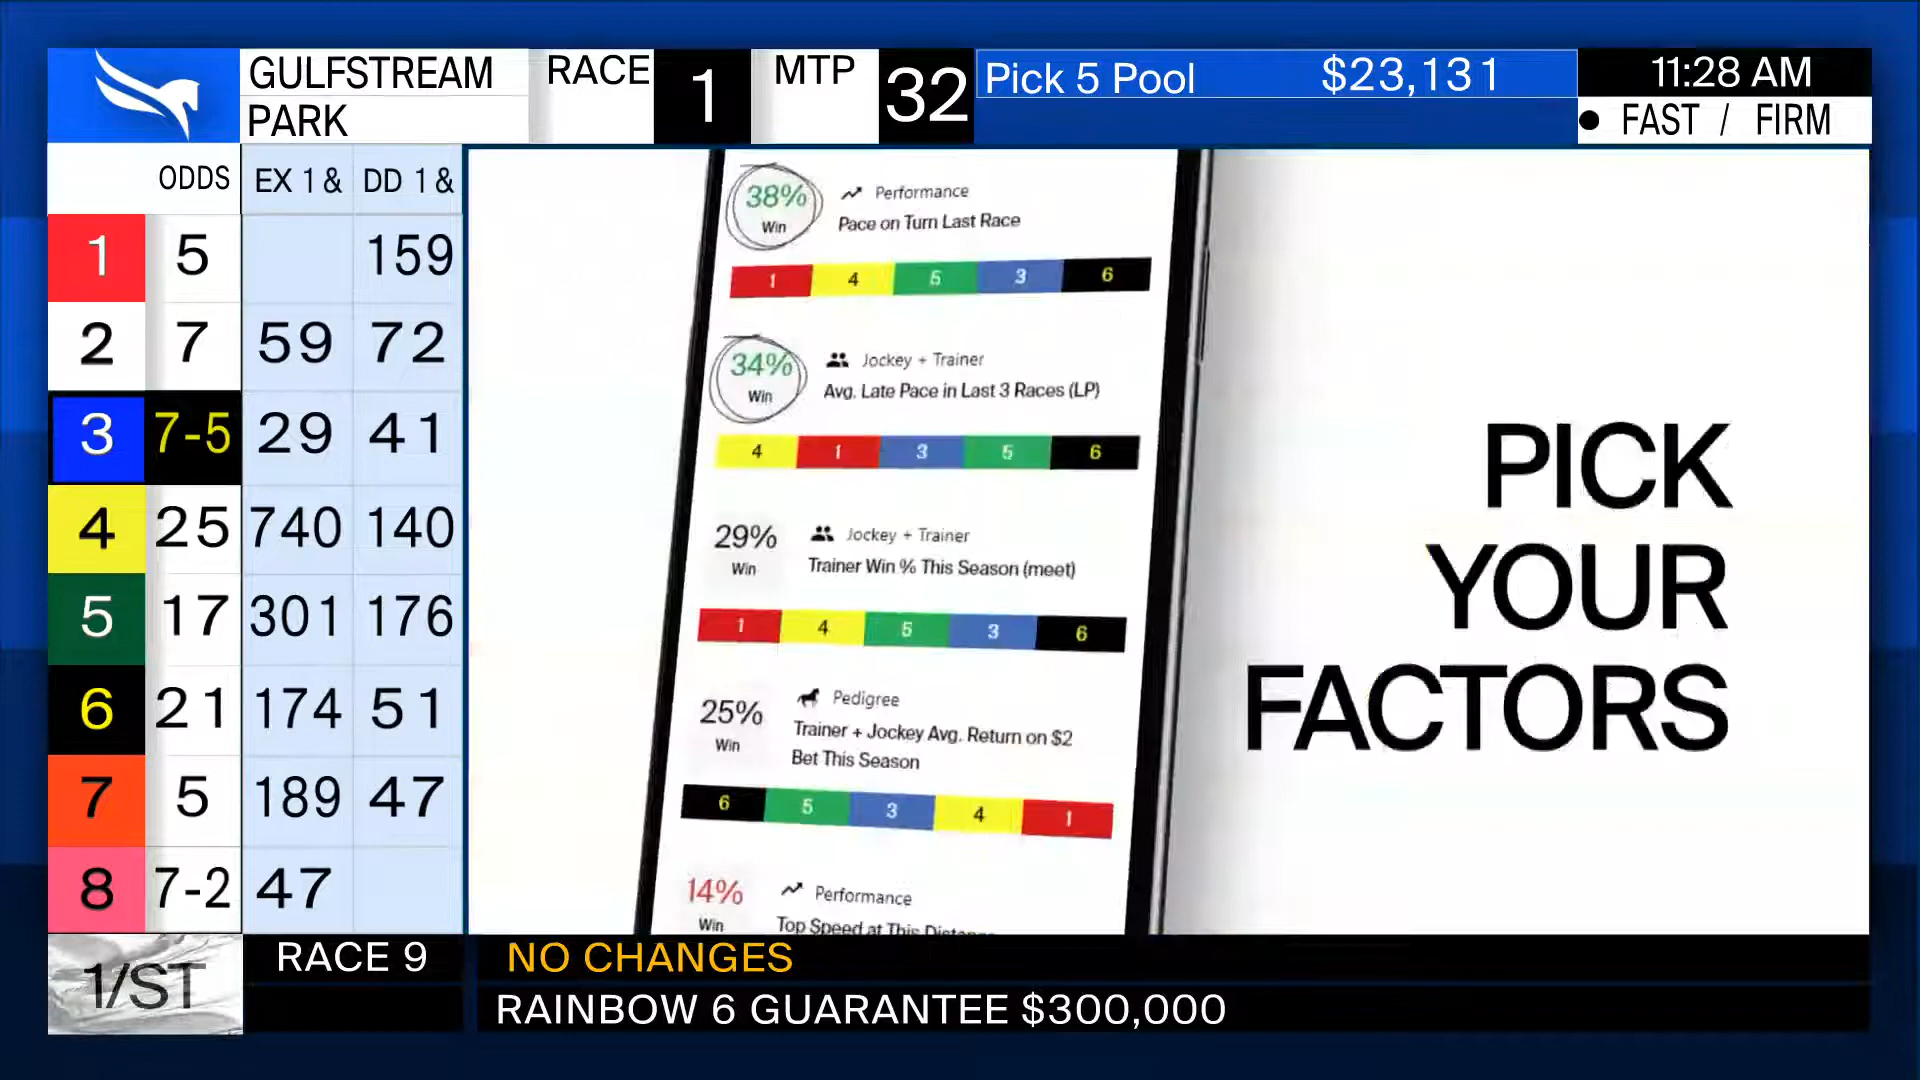 GULFSTREAM PARK
RACE 1
MTP 32
Pick 5 Pool $23,131
11:28 AM
FAST / FIRM
ODDS EX 1 & DD 1 &
1 5 159
2 7 59 72
3 7-5 29 41
4 25 740 140
5 17 301 176
6 21 174 51
7 5 189 47
8 7-2 47
38% Performance
Win Pace on Turn Last Race
1 4 5 3 6
34% Jockey + Trainer
Win Avg. Late Pace in Last 3 Races (LP)
4 1 3 5 6
29% Jockey + Trainer
Win Trainer Win % This Season (meet)
1 4 5 3 6
25% Pedigree
Win Trainer + Jockey Avg. Return on $2
Bet This Season
6 5 3 4 1
14% Performance
Win Top Speed at This
PICK
YOUR
FACTORS
1/ST
RACE 9 NO CHANGES
RAINBOW 6 GUARANTEE $300,000